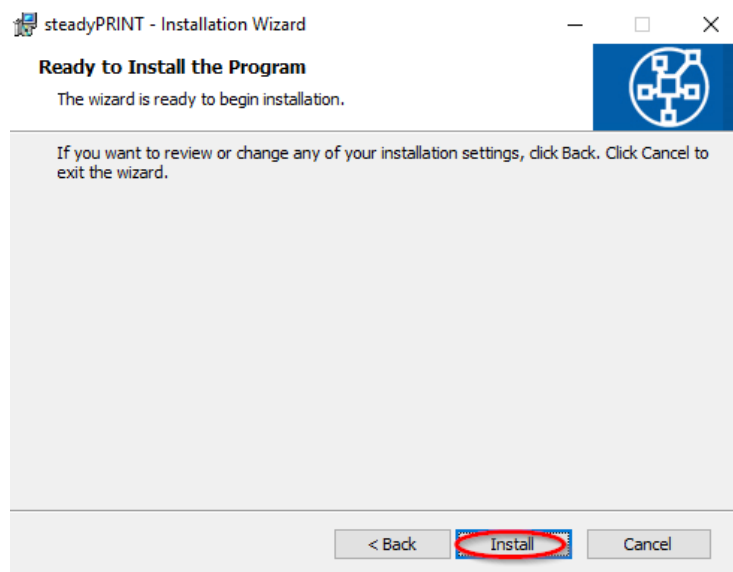 steadyPRINT - Installation Wizard
Ready to Install the Program
The wizard is ready to begin installation.
If you want to review or change any of your installation settings, click Back. Click Cancel to
exit the wizard.
< Back Install Cancel